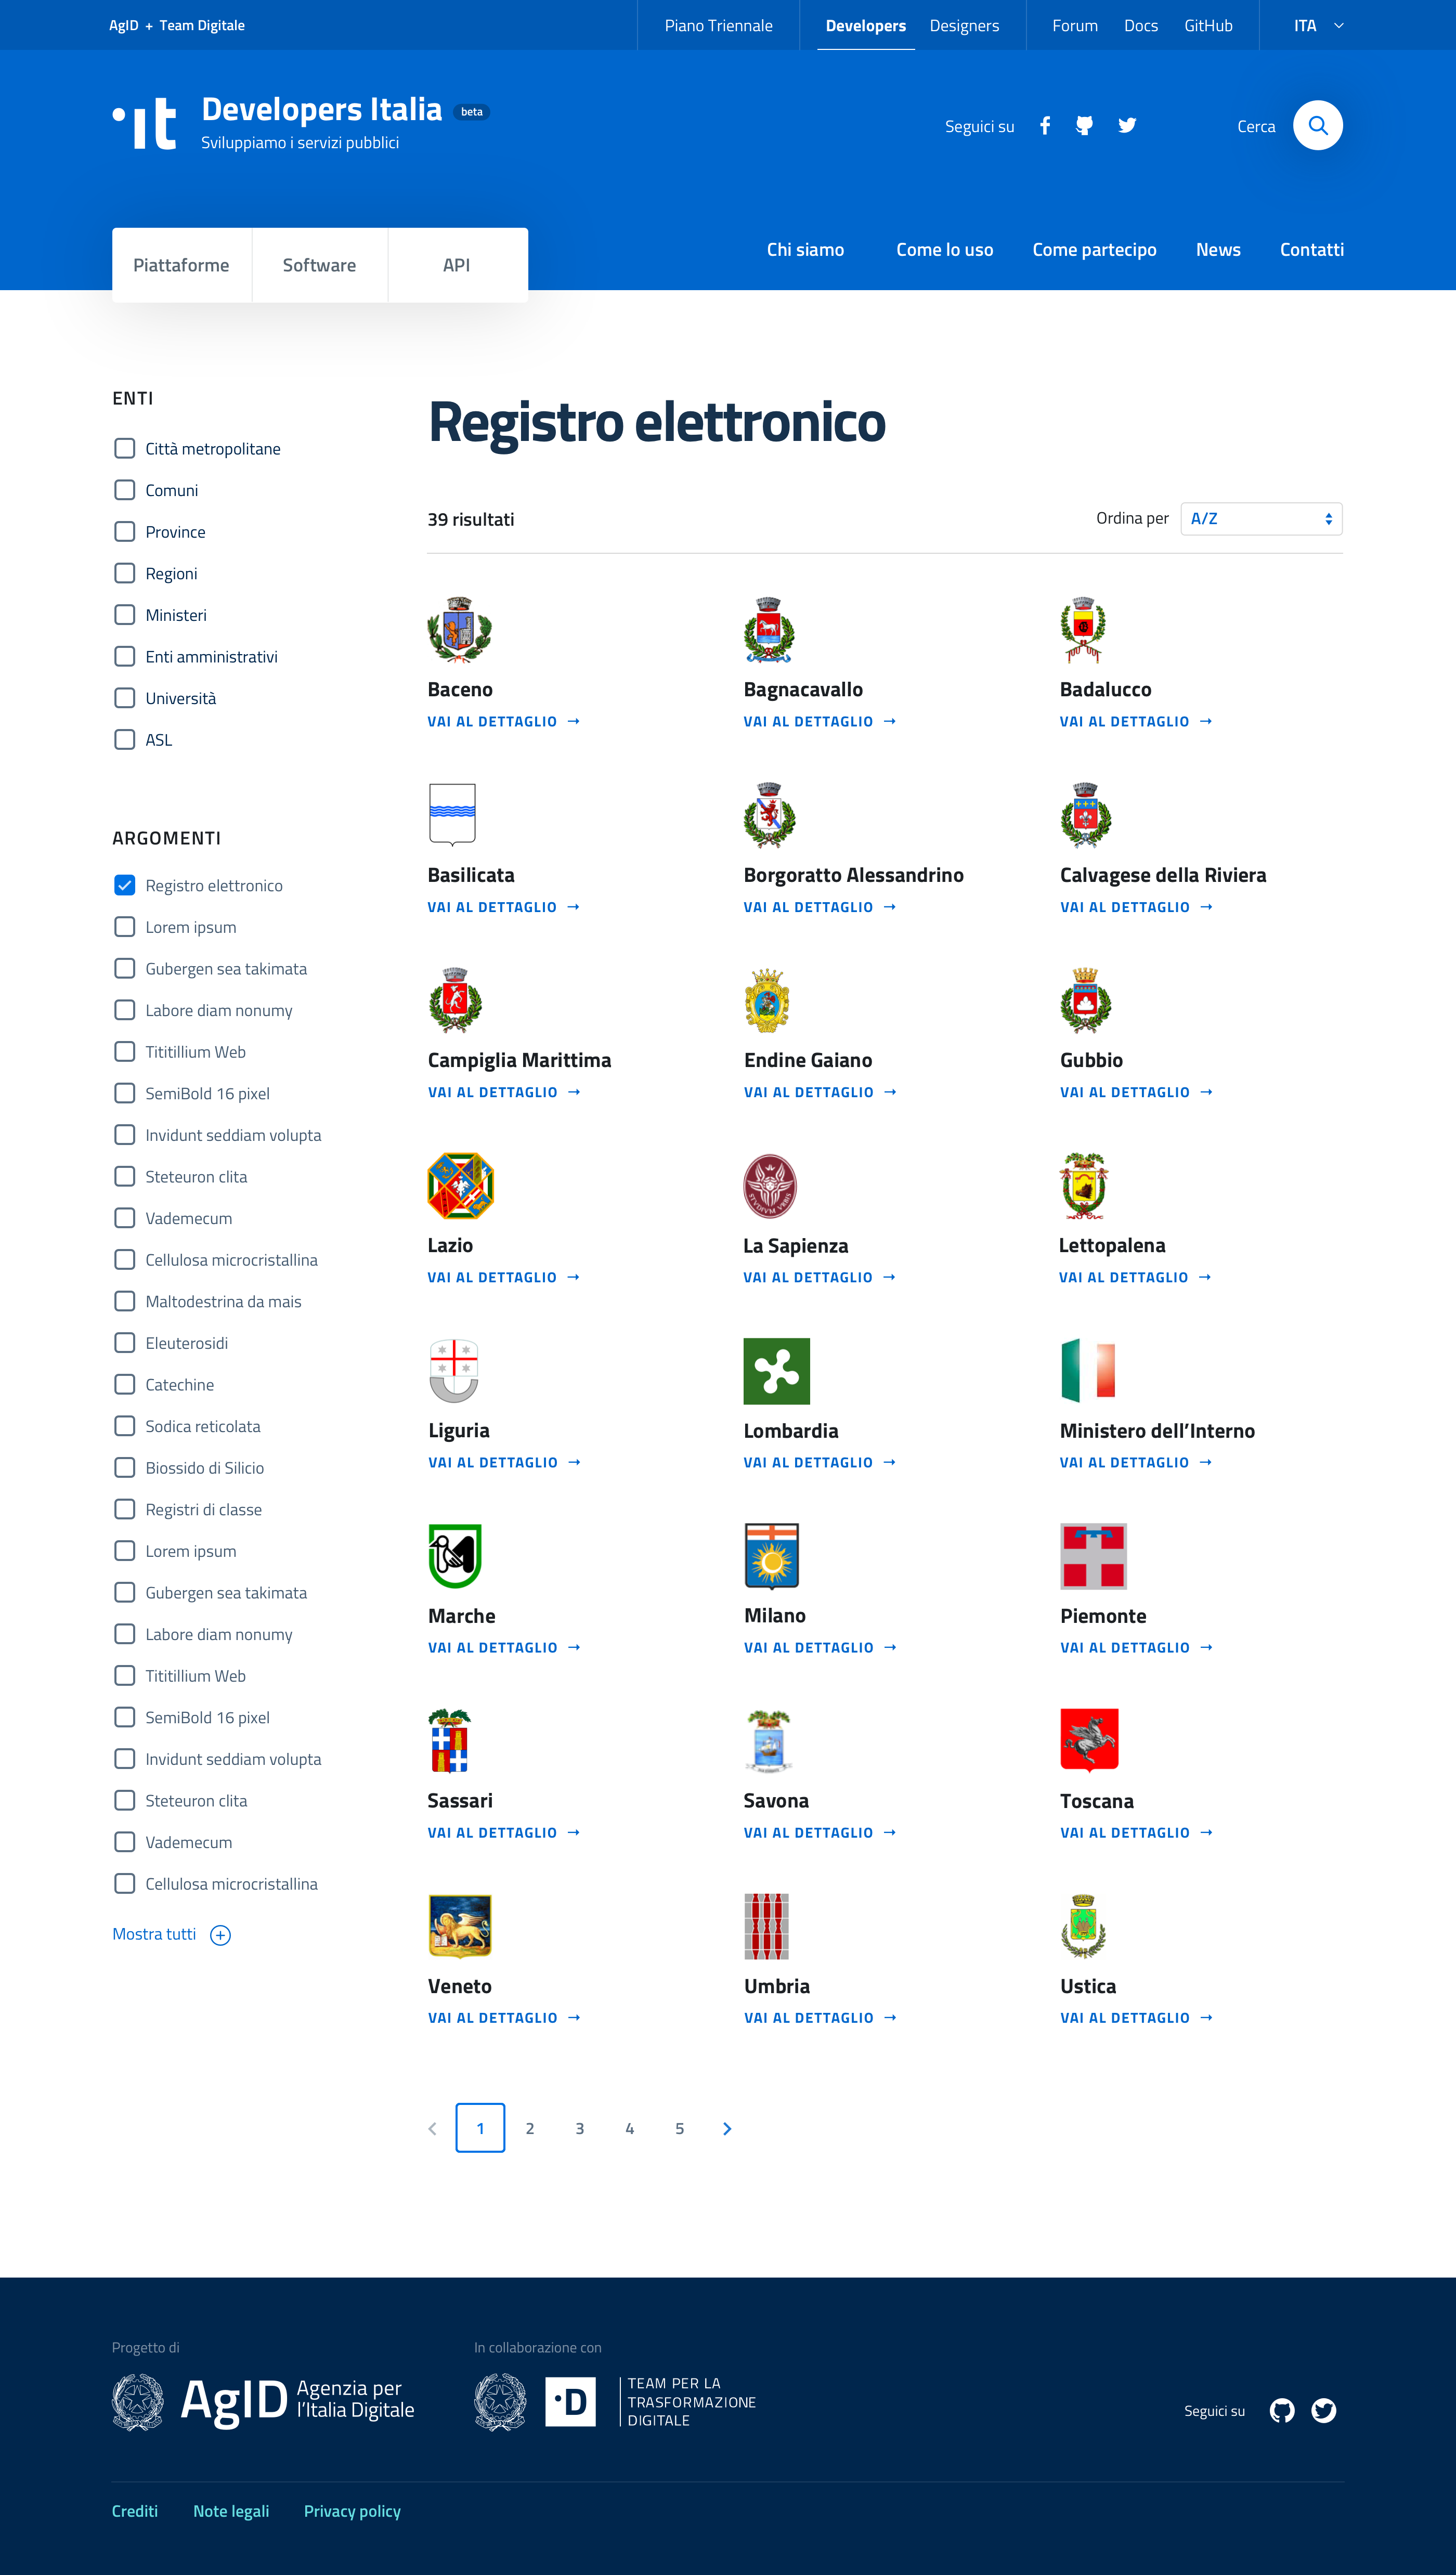 AgID + Team Digitale
Piano Triennale
Developers
Designers
Forum
Docs
GitHub
ITA
Developers Italia
beta
Sviluppiamo i servizi pubblici
Seguici su
Cerca
Piattaforme
Software
API
Chi siamo
Come lo uso
Come partecipo
News
Contatti
ENTI
Città metropolitane
Comuni
Province
Regioni
Ministeri
Enti amministrativi
Università
ASL
ARGOMENTI
Registro elettronico
Lorem ipsum
Gubergen sea takimata
Labore diam nonumy
Tititillium Web
SemiBold 16 pixel
Invidunt seddiam volupta
Steteuron clita
Vademecum
Cellulosa microcristallina
Maltodestrina da mais
Eleuterosidi
Catechine
Sodica reticolata
Biossido di Silicio
Registri di classe
Lorem ipsum
Gubergen sea takimata
Labore diam nonumy
Tititillium Web
SemiBold 16 pixel
Invidunt seddiam volupta
Steteuron clita
Vademecum
Cellulosa microcristallina
Mostra tutti
Registro elettronico
39 risultati
Ordina per
A/Z
Baceno
VAI AL DETTAGLIO →
Bagnacavallo
VAI AL DETTAGLIO →
Badalucco
VAI AL DETTAGLIO →
Basilicata
VAI AL DETTAGLIO →
Borgoratto Alessandrino
VAI AL DETTAGLIO →
Calvagese della Riviera
VAI AL DETTAGLIO →
Campiglia Marittima
VAI AL DETTAGLIO →
Endine Gaiano
VAI AL DETTAGLIO →
Gubbio
VAI AL DETTAGLIO →
Lazio
VAI AL DETTAGLIO →
STVDIVM VRBIS
La Sapienza
VAI AL DETTAGLIO →
Lettopalena
VAI AL DETTAGLIO →
Liguria
VAI AL DETTAGLIO →
Lombardia
VAI AL DETTAGLIO →
Ministero dell’Interno
VAI AL DETTAGLIO →
Marche
VAI AL DETTAGLIO →
Milano
VAI AL DETTAGLIO →
Piemonte
VAI AL DETTAGLIO →
Sassari
VAI AL DETTAGLIO →
Savona
VAI AL DETTAGLIO →
Toscana
VAI AL DETTAGLIO →
Veneto
VAI AL DETTAGLIO →
Umbria
VAI AL DETTAGLIO →
Ustica
VAI AL DETTAGLIO →
1 2 3 4 5
Progetto di
AgID
Agenzia per
l’Italia Digitale
In collaborazione con
·D
TEAM PER LA
TRASFORMAZIONE
DIGITALE
Seguici su
Crediti
Note legali
Privacy policy